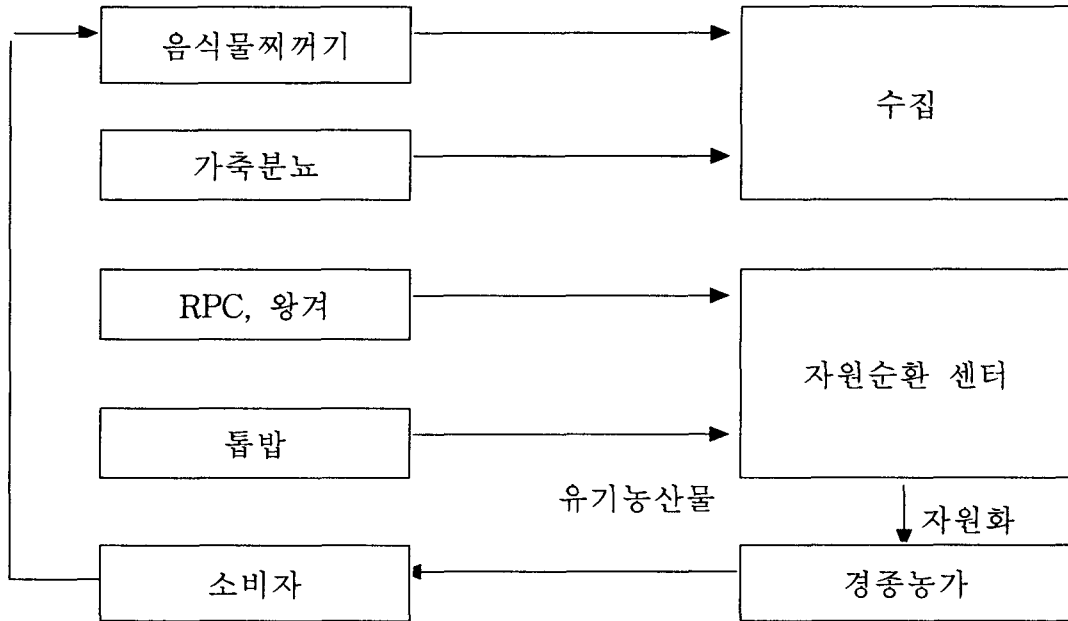 음식물찌꺼기
수집
가축분뇨
RPC, 왕겨
자원순환 센터
톱밥
유기농산물
자원화
소비자
경종농가